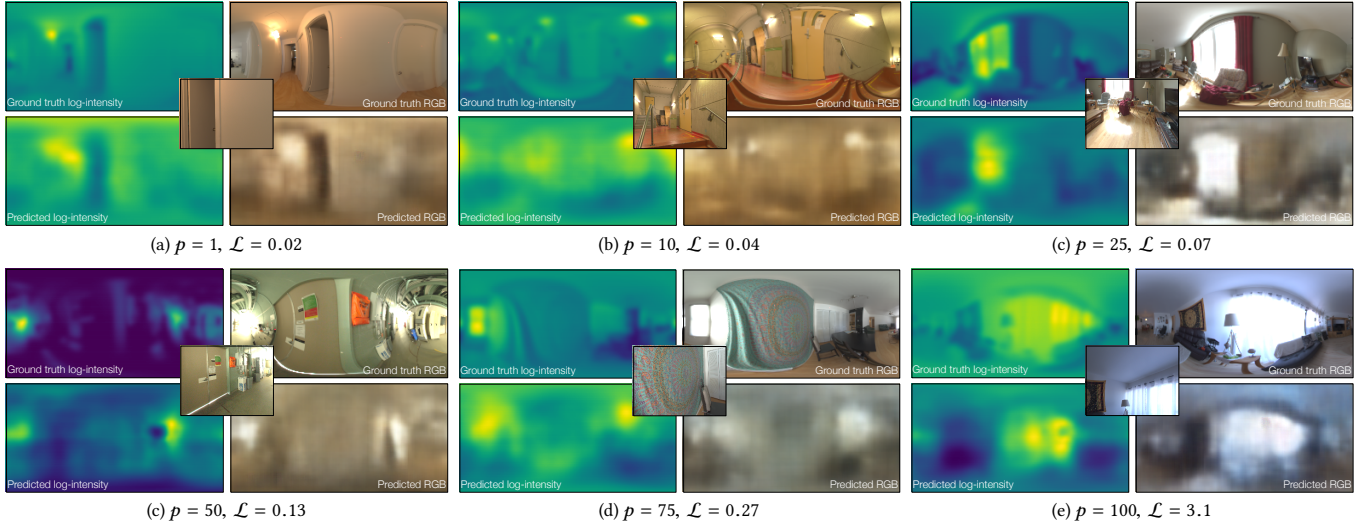 Ground truth log-intensity
Ground truth RGB
Predicted log-intensity
Predicted RGB
(a) p = 1, ℒ = 0.02
Ground truth log-intensity
Ground truth RGB
Predicted log-intensity
Predicted RGB
(b) p = 10, ℒ = 0.04
Ground truth log-intensity
Ground truth RGB
Predicted log-intensity
Predicted RGB
(c) p = 25, ℒ = 0.07
Ground truth log-intensity
Ground truth RGB
Predicted log-intensity
Predicted RGB
(c) p = 50, ℒ = 0.13
Ground truth log-intensity
Ground truth RGB
Predicted log-intensity
Predicted RGB
(d) p = 75, ℒ = 0.27
Ground truth log-intensity
Ground truth RGB
Predicted log-intensity
Predicted RGB
(e) p = 100, ℒ = 3.1